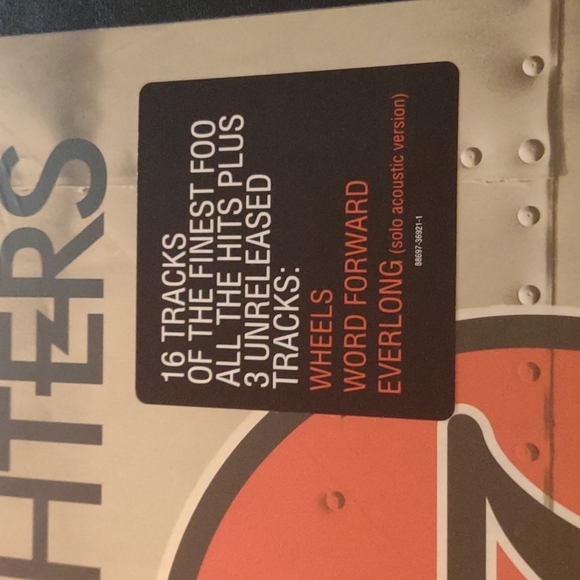 HTERS
16 TRACKS
OF THE FINEST FOO
ALL THE HITS PLUS
3 UNRELEASED
TRACKS:
WHEELS
WORD FORWARD
EVERLONG (solo acoustic version)
88697-36921-1